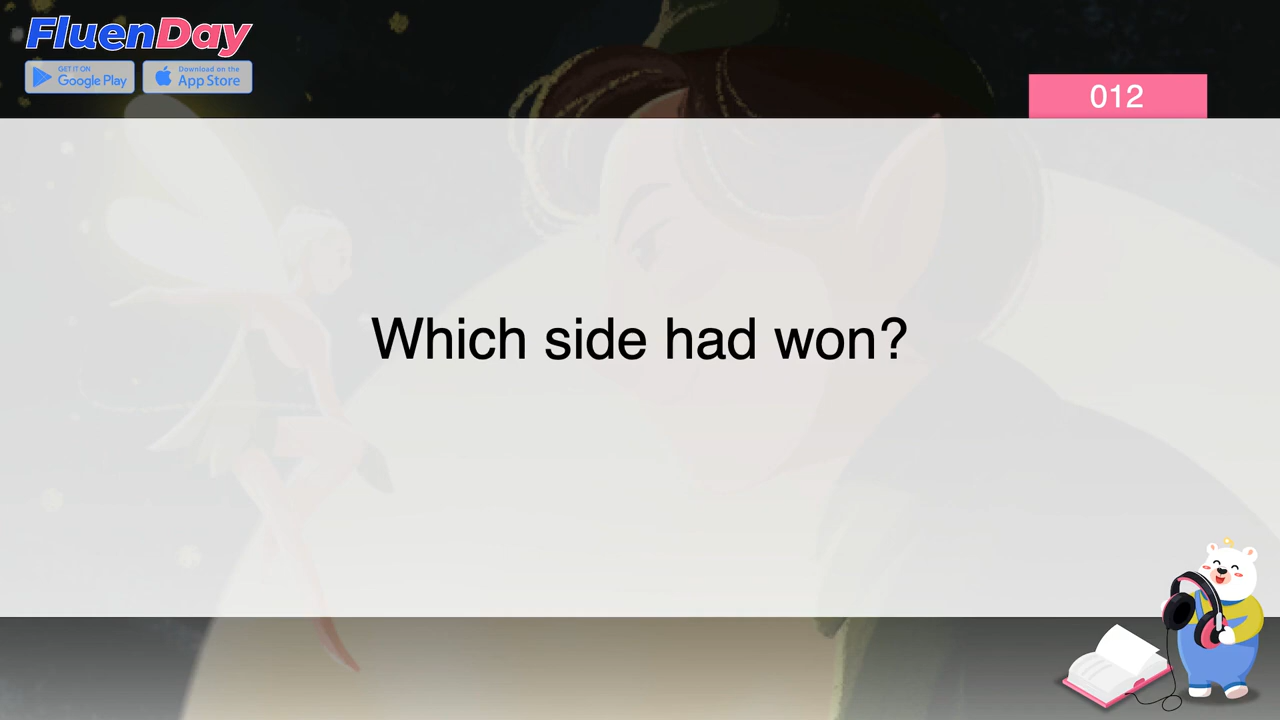 FluenDay
GET IT ON
Google Play
Download on the
App Store
012
Which side had won?